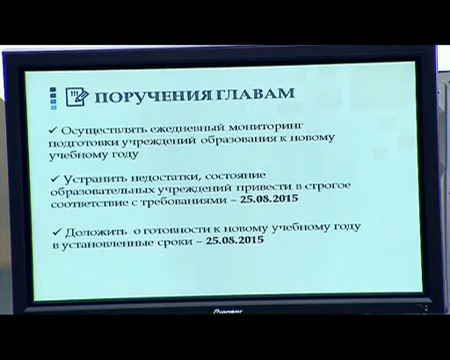 ПОРУЧЕНИЯ ГЛАВАМ
✓ Осуществлять ежедневный мониторинг
подготовки учреждений образования к новому
учебному году
✓ Устранить недостатки, состояние
образовательных учреждений привести в строгое
соответствие с требованиями – 25.08.2015
✓ Доложить о готовности к новому учебному году
в установленные сроки – 25.08.2015
Pioneer